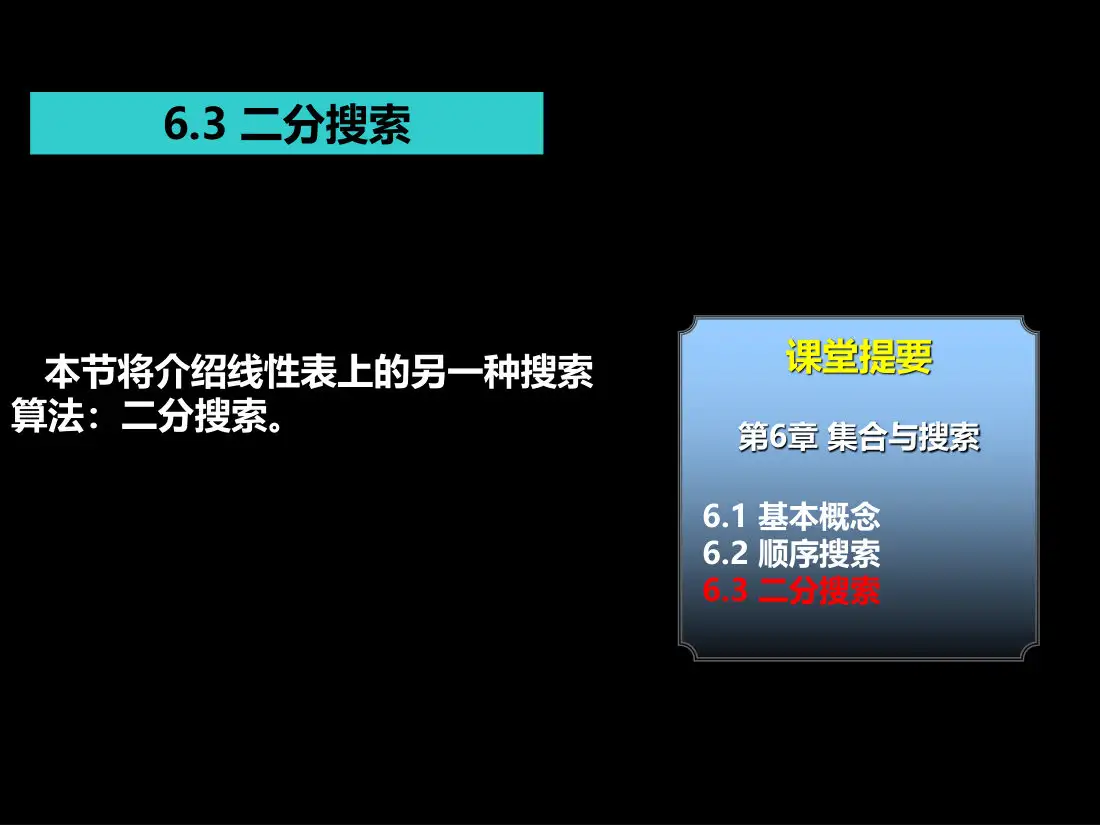 6.3 二分搜索
本节将介绍线性表上的另一种搜索
算法：二分搜索。
课堂提要
第6章 集合与搜索
6.1 基本概念
6.2 顺序搜索
6.3 二分搜索